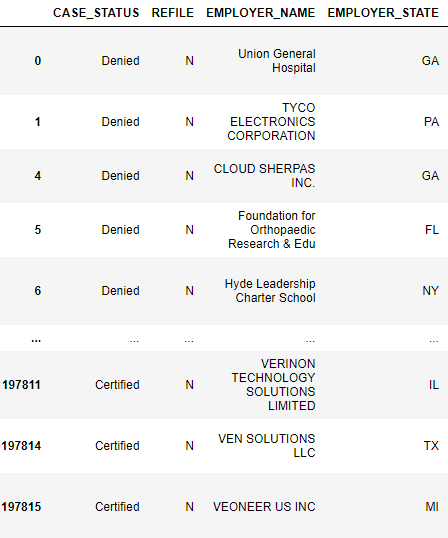 CASE_STATUS REFILE EMPLOYER_NAME EMPLOYER_STATE
0 Denied N Union General Hospital GA
1 Denied N TYCO ELECTRONICS CORPORATION PA
4 Denied N CLOUD SHERPAS INC. GA
5 Denied N Foundation for Orthopaedic Research & Edu FL
6 Denied N Hyde Leadership Charter School NY
... ... ... ... ...
197811 Certified N VERINON TECHNOLOGY SOLUTIONS LIMITED IL
197814 Certified N VEN SOLUTIONS LLC TX
197815 Certified N VEONEER US INC MI